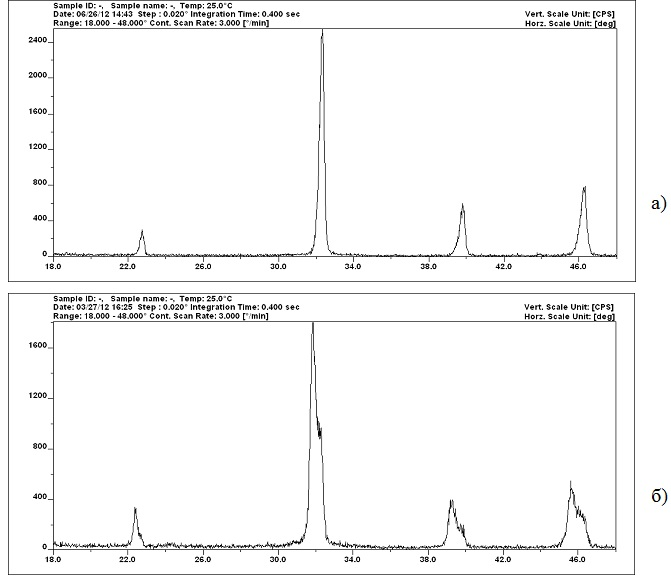 Sample ID: -, Sample name: -, Temp: 25.0°C
Date: 06/26/12 14:43 Step : 0.020° Integration Time: 0.400 sec Vert. Scale Unit: [CPS]
Range: 18.000 - 48.000° Cont. Scan Rate: 3.000 [°/min] Horz. Scale Unit: [deg]
2400
2000
1600
1200
800
400
0
18.0 22.0 26.0 30.0 34.0 38.0 42.0 46.0
а)
Sample ID: -, Sample name: -, Temp: 25.0°C
Date: 03/27/12 16:25 Step : 0.020° Integration Time: 0.400 sec Vert. Scale Unit: [CPS]
Range: 18.000 - 48.000° Cont. Scan Rate: 3.000 [°/min] Horz. Scale Unit: [deg]
1600
1200
800
400
0
18.0 22.0 26.0 30.0 34.0 38.0 42.0 46.0
б)